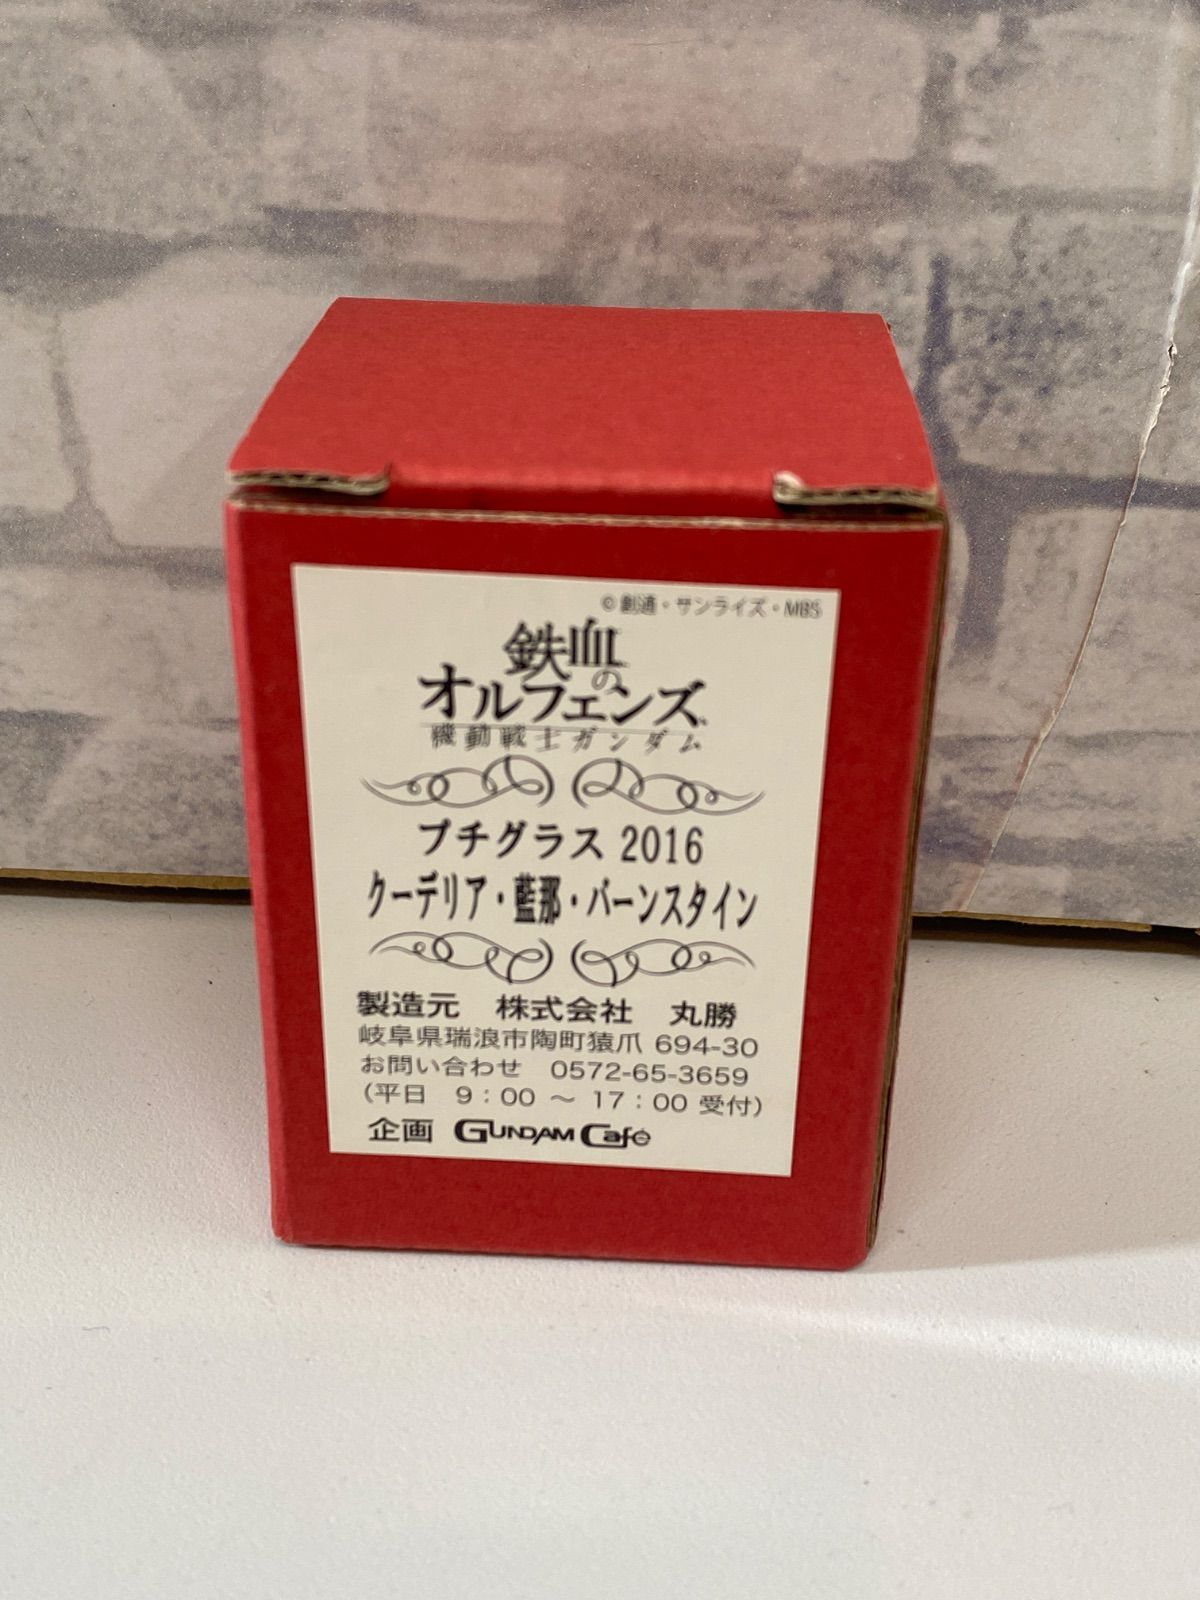 © 創通・サンライズ・MBS
鉄血の
オルフェンズ
機動戦士ガンダム
プチグラス 2016
クーデリア・藍那・バーンスタイン
製造元 株式会社 丸勝
岐阜県瑞浪市陶町猿爪 694-30
お問い合わせ 0572-65-3659
(平日 9:00 ～ 17:00 受付)
企画 GUNDAM Café